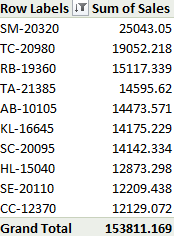 Row Labels Sum of Sales
SM-20320 25043.05
TC-20980 19052.218
RB-19360 15117.339
TA-21385 14595.62
AB-10105 14473.571
KL-16645 14175.229
SC-20095 14142.334
HL-15040 12873.298
SE-20110 12209.438
CC-12370 12129.072
Grand Total 153811.169